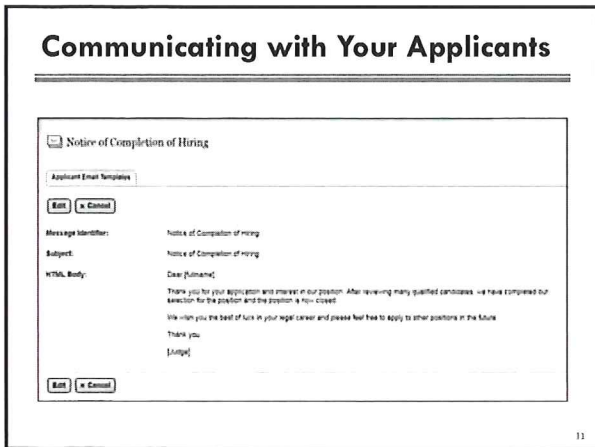 Communicating with Your Applicants
Notice of Completion of Hiring
Applicant Email Templates
Edit x Cancel
Message Identifier: Notice of Completion of Hiring
Subject: Notice of Completion of Hiring
HTML Body: Dear [fullname]
Thank you for your application and interest in our position. After reviewing many qualified candidates, we have completed our
selection for the position and the position is now closed.
We wish you the best of luck in your legal career and please feel free to apply to other positions in the future.
Thank you
[Judge]
Edit x Cancel
11